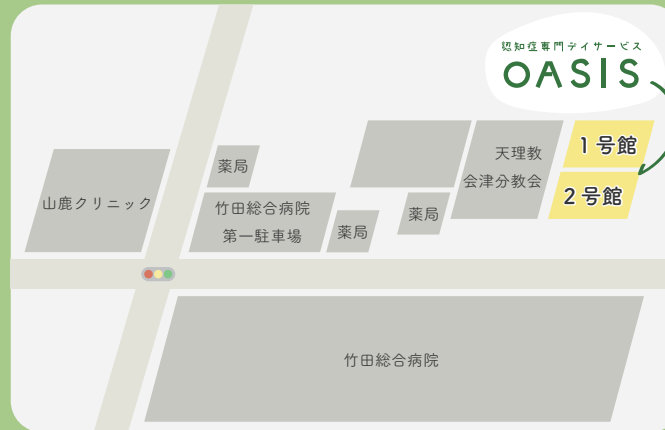 認知症専門デイサービス
OASIS
1号館
2号館
天理教
会津分教会
薬局
山鹿クリニック
竹田総合病院
第一駐車場
薬局
薬局
竹田総合病院